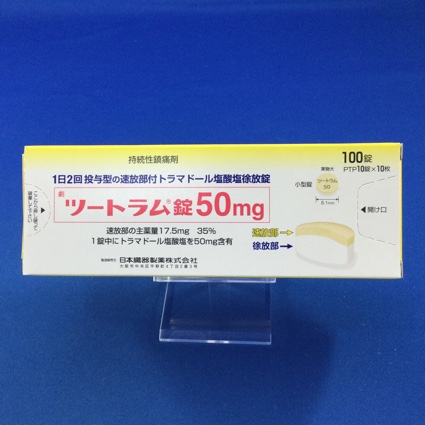 持続性鎮痛剤
100錠
PTP10錠×10枚
1日2回投与型の速放部付トラマドール塩酸塩徐放錠
劇
ツートラム®錠50mg
速放部の主薬量17.5mg 35%
1錠中にトラマドール塩酸塩を50mg含有
日本臓器製薬株式会社
実物大
小型錠
ツートラム
50
8.1mm
速放部
徐放部
開け口